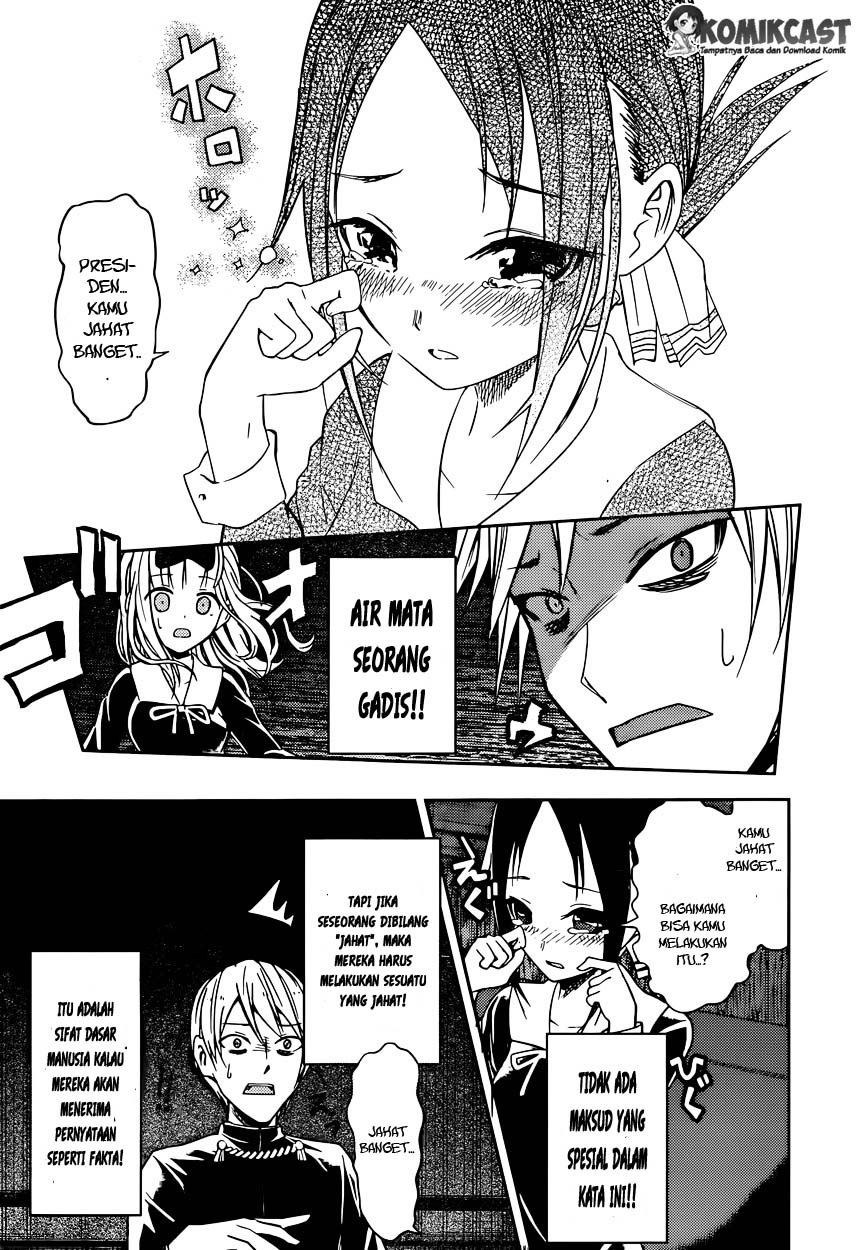 KOMIKCAST
Tempatnya Baca dan Download Komik
ホロッ
PRESI-
DEN...
KAMU
JAHAT
BANGET..
AIR MATA
SEORANG
GADIS!!
KAMU
JAHAT
BANGET...
BAGAIMANA
BISA KAMU
MELAKUKAN
ITU..?
えぐっ
TIDAK ADA
MAKSUD YANG
SPESIAL DALAM
KATA INI!!
TAPI JIKA
SESEORANG DIBILANG
"JAHAT", MAKA
MEREKA HARUS
MELAKUKAN SESUATU
YANG JAHAT!
JAHAT
BANGET...
ITU ADALAH
SIFAT DASAR
MANUSIA KALAU
MEREKA AKAN
MENERIMA
PERNYATAAN
SEPERTI FAKTA!